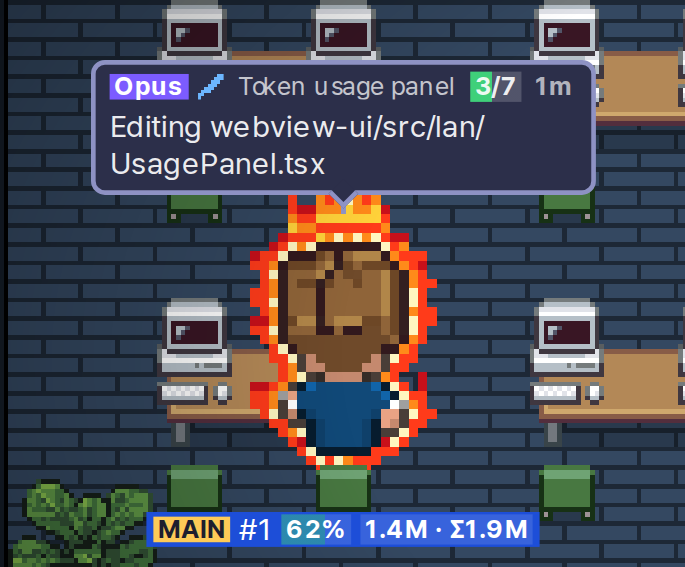 Opus Token usage panel 3/7 1m
Editing webview-ui/src/lan/
UsagePanel.tsx
MAIN #1 62% 1.4M · Σ1.9M